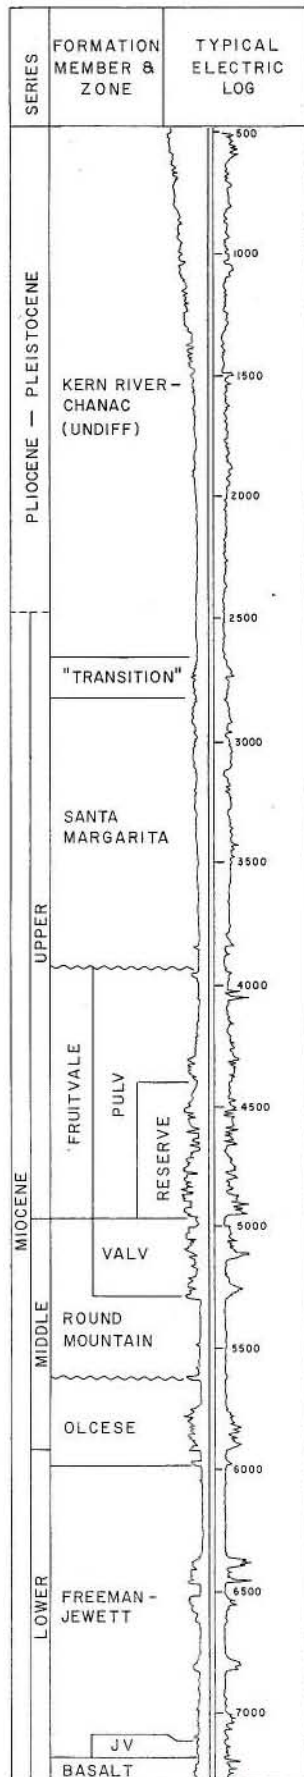 SERIES
FORMATION
MEMBER &
ZONE
TYPICAL
ELECTRIC
LOG
500
1000
1500
2000
2500
3000
3500
4000
4500
5000
5500
6000
6500
7000
PLIOCENE — PLEISTOCENE
MIOCENE
UPPER
MIDDLE
LOWER
KERN RIVER -
CHANAC
(UNDIFF)
"TRANSITION"
SANTA
MARGARITA
FRUITVALE
PULV
RESERVE
VALV
ROUND
MOUNTAIN
OLCESE
FREEMAN -
JEWETT
JV
BASALT